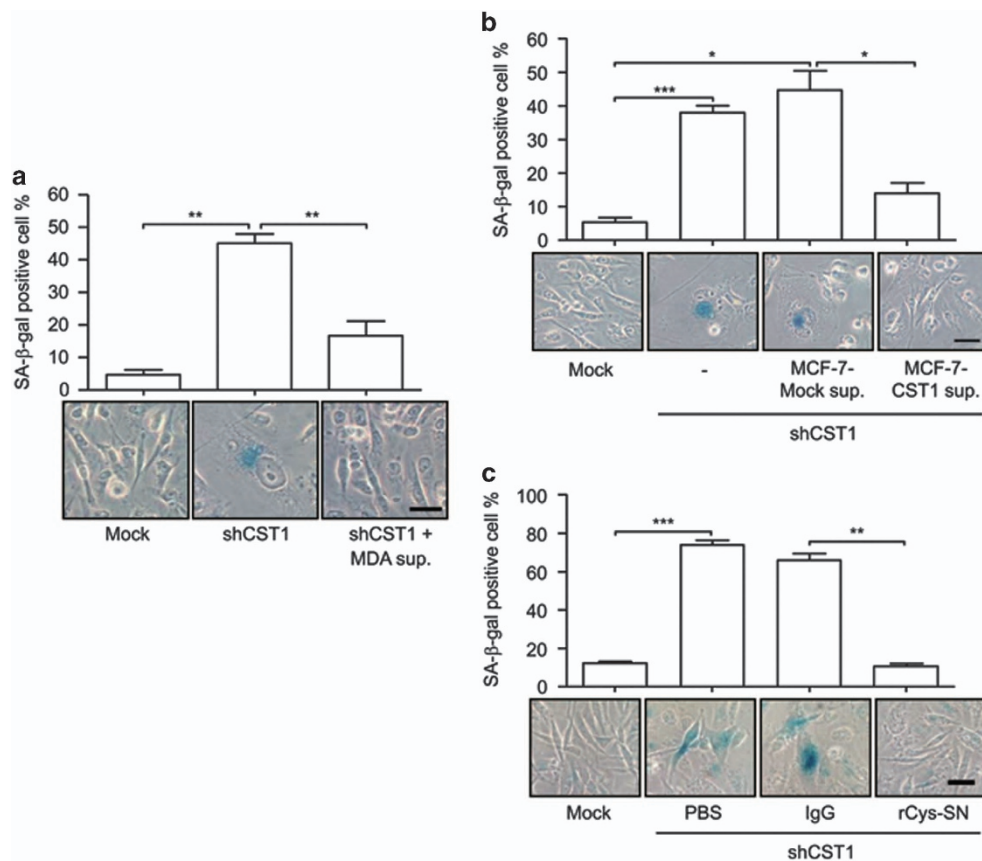 a
SA-β-gal positive cell %
60
50
40
30
20
10
0
** **
Mock shCST1 shCST1 +
MDA sup.
b
SA-β-gal positive cell %
60
50
40
30
20
10
0
* *
***
Mock - MCF-7- MCF-7-
Mock sup. CST1 sup.
shCST1
c
SA-β-gal positive cell %
100
80
60
40
20
0
*** **
Mock PBS IgG rCys-SN
shCST1